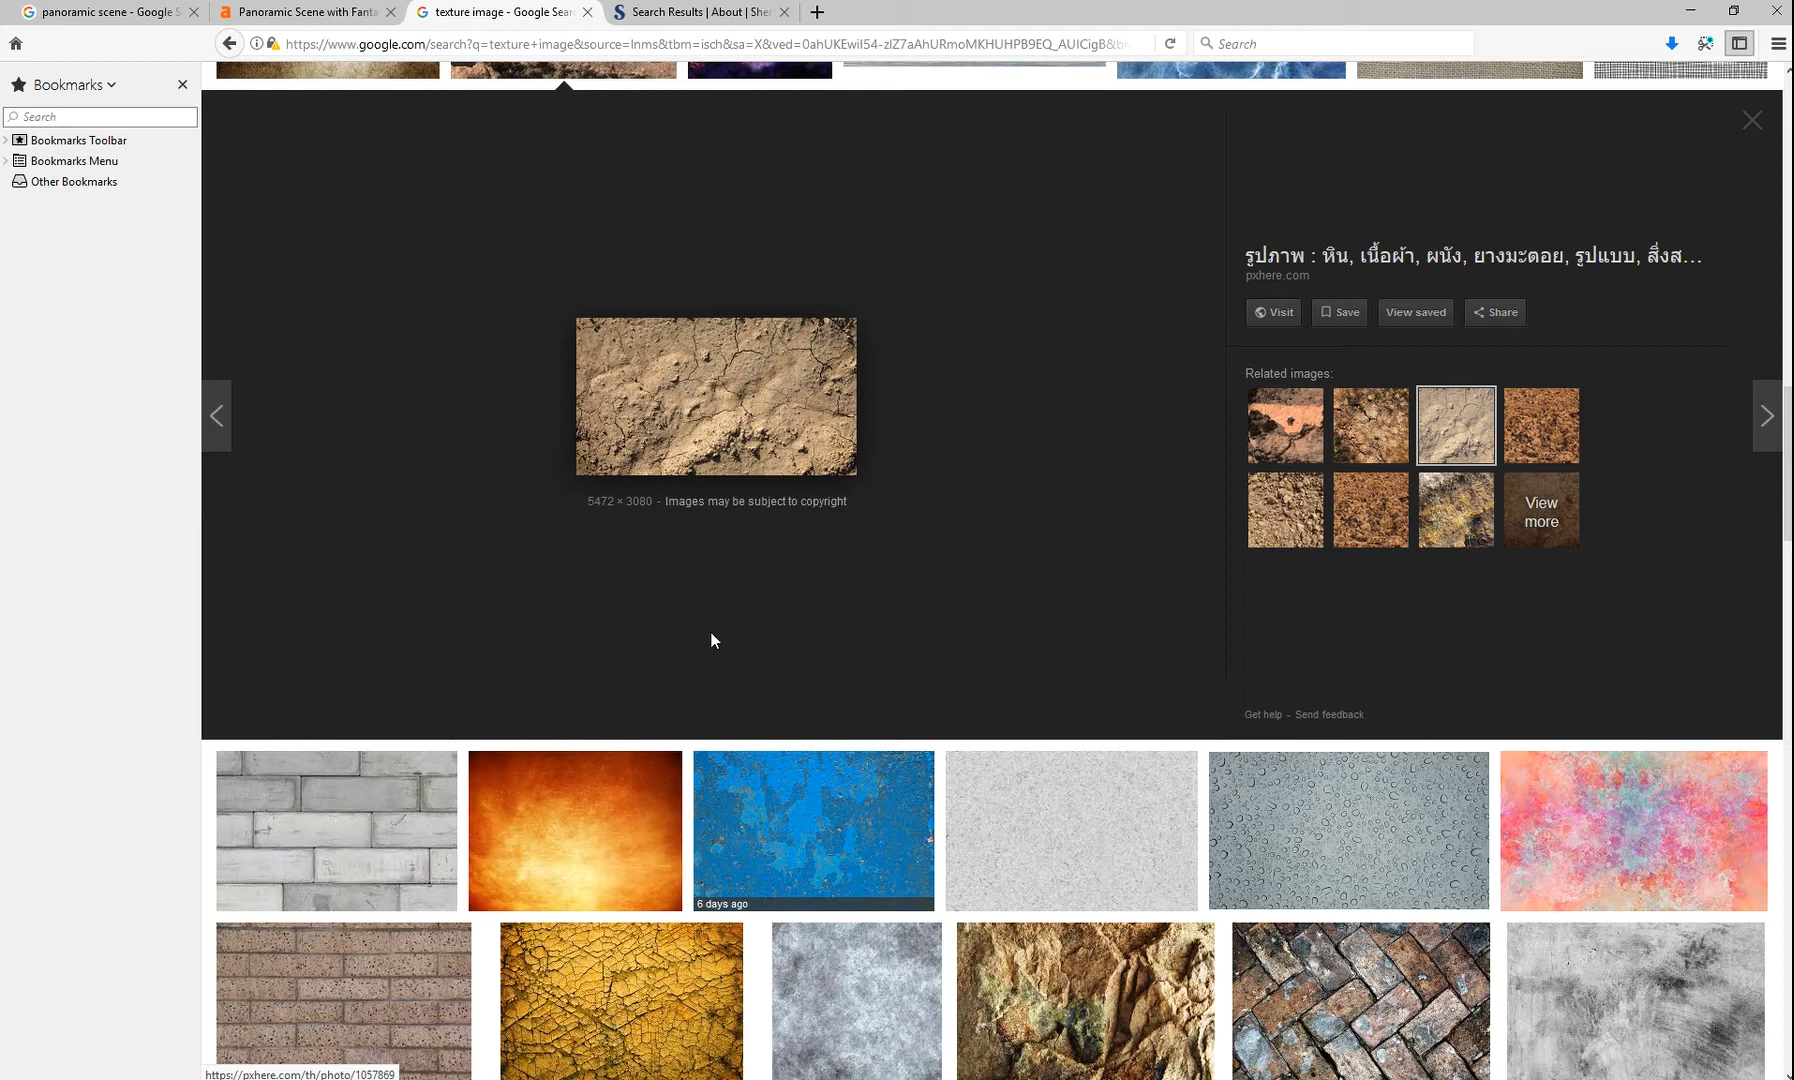 panoramic scene - Google S
Panoramic Scene with Fanta
texture image - Google Sear
Search Results | About | She
https://www.google.com/search?q=texture+image&source=lnms&tbm=isch&sa=X&ved=
Search
Bookmarks
Search
Bookmarks Toolbar
Bookmarks Menu
Other Bookmarks
รูปภาพ : หิน, เนื้อผ้า, ผนัง, ยางมะตอย, รูปแบบ, สิ่งส...
pxhere.com
Visit
Save
View saved
Share
Related images:
View
more
5472 × 3080 - Images may be subject to copyright
Get help - Send feedback
6 days ago
https://pxhere.com/th/photo/1057869